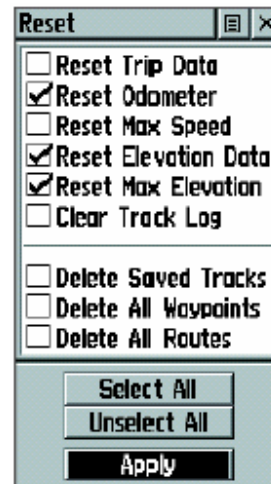 Reset
Reset Trip Data
Reset Odometer
Reset Max Speed
Reset Elevation Data
Reset Max Elevation
Clear Track Log
Delete Saved Tracks
Delete All Waypoints
Delete All Routes
Select All
Unselect All
Apply